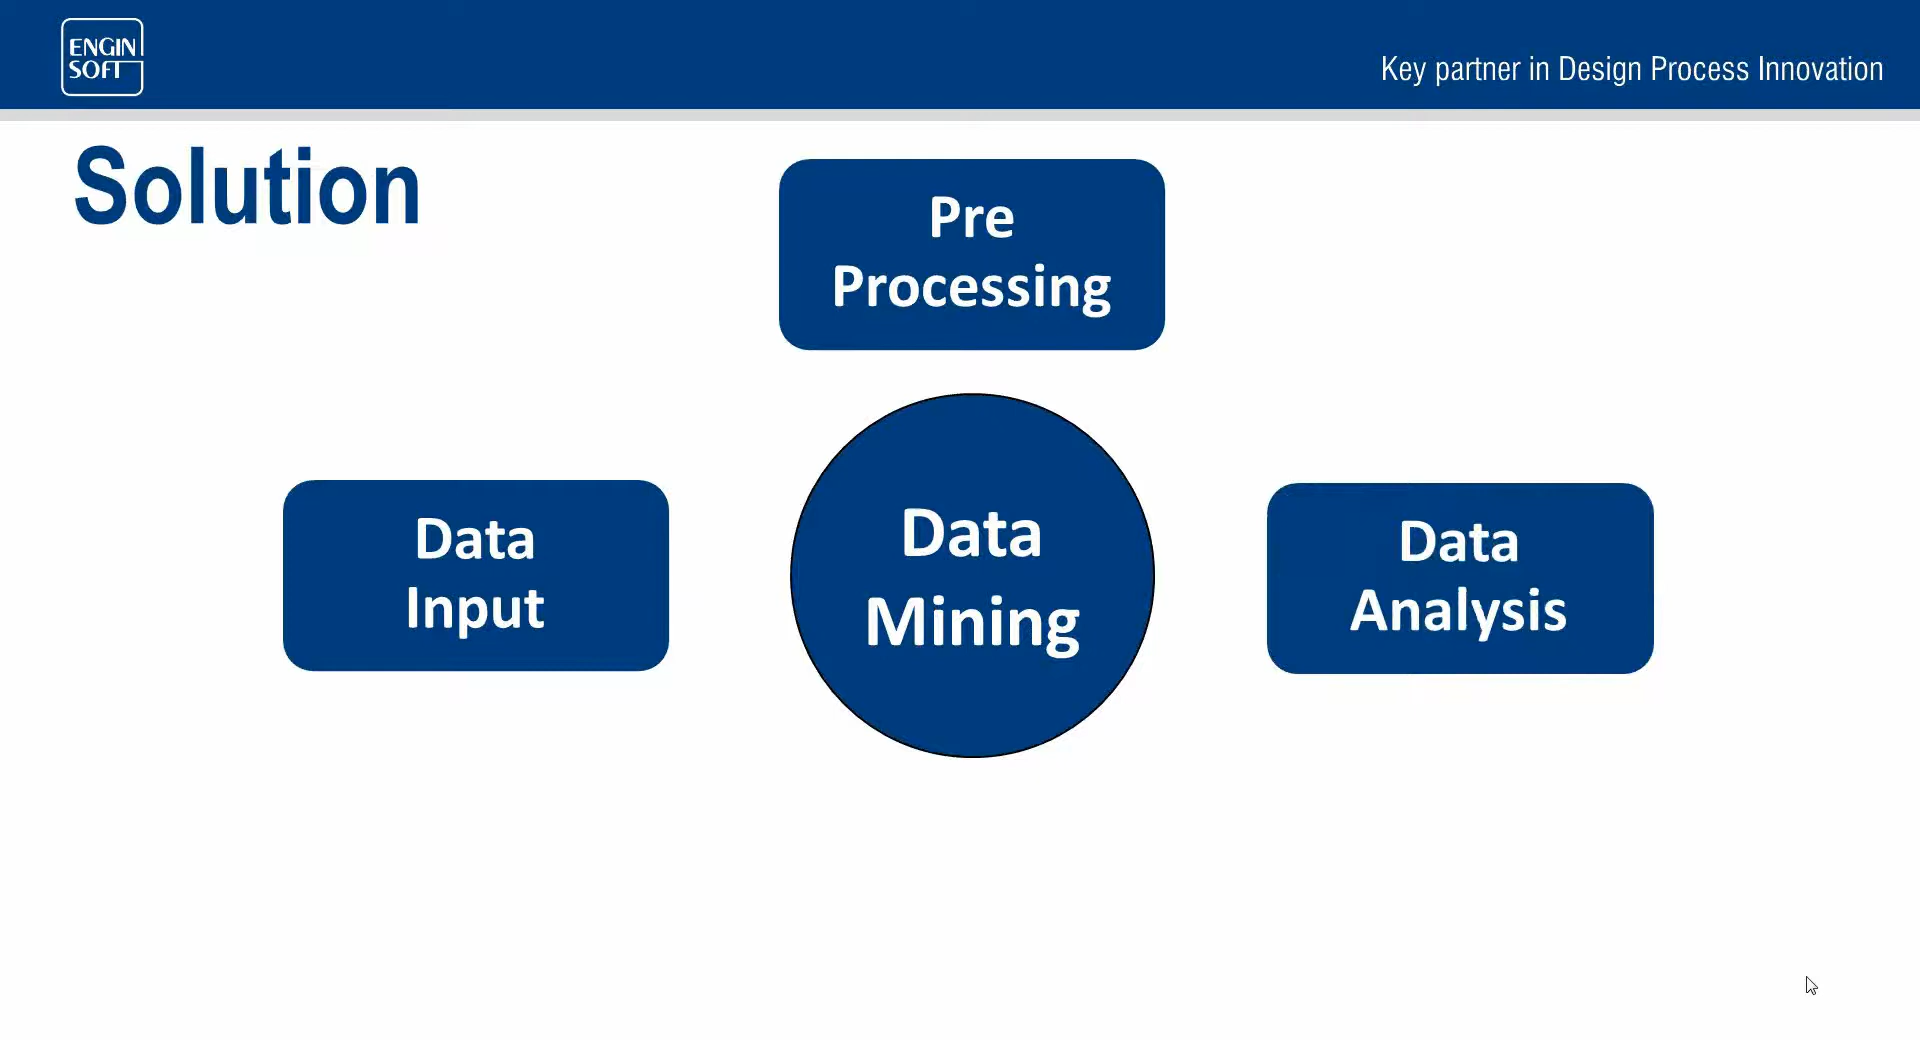 ENGIN
SOFT
Key partner in Design Process Innovation
Solution
Pre
Processing
Data
Input
Data
Mining
Data
Analysis